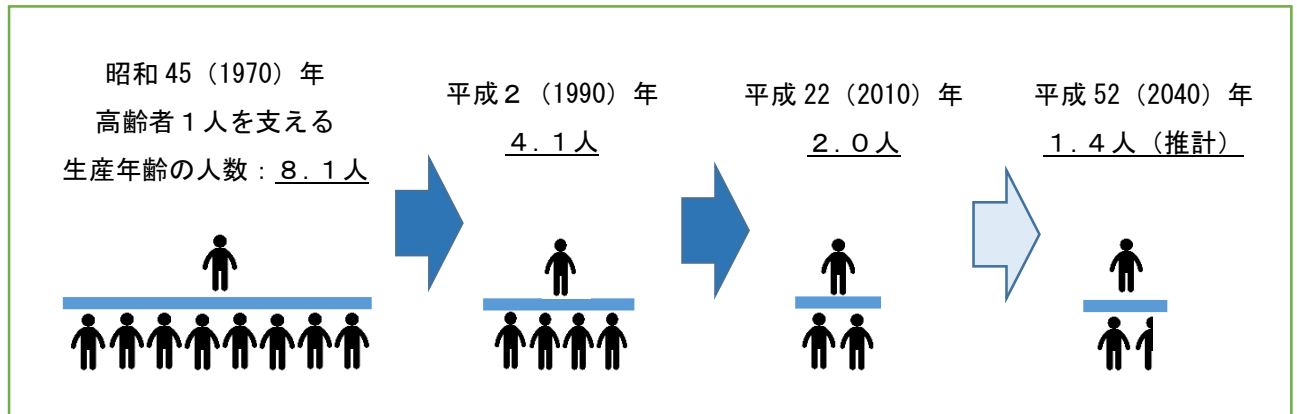 昭和 45（1970）年
高齢者１人を支える
生産年齢の人数：８.１人
平成２（1990）年
４.１人
平成 22（2010）年
２.０人
平成 52（2040）年
１.４人（推計）